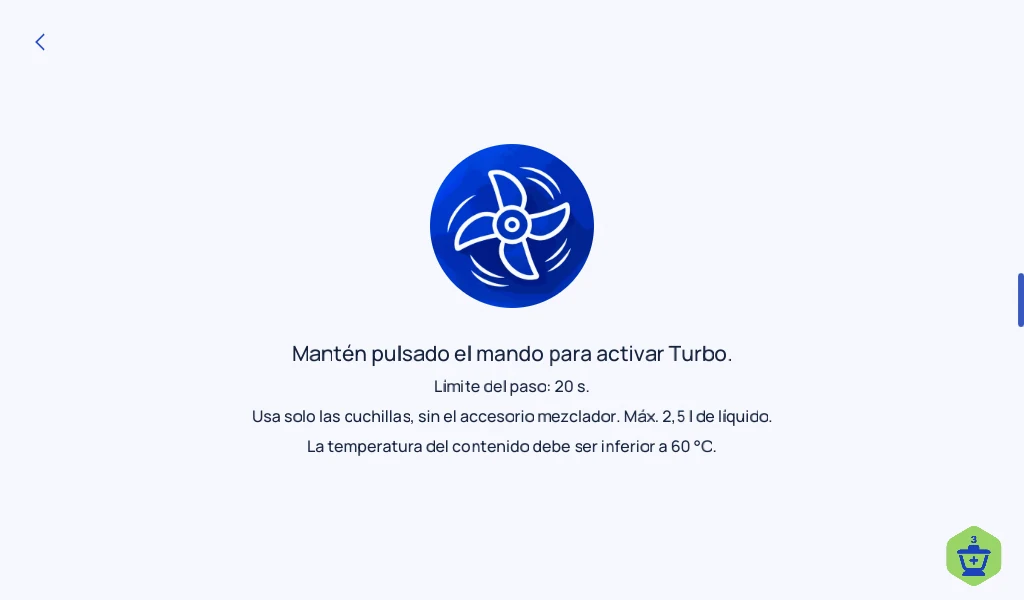 Mantén pulsado el mando para activar Turbo.
Límite del paso: 20 s.
Usa solo las cuchillas, sin el accesorio mezclador. Máx. 2,5 l de líquido.
La temperatura del contenido debe ser inferior a 60 °C.
3